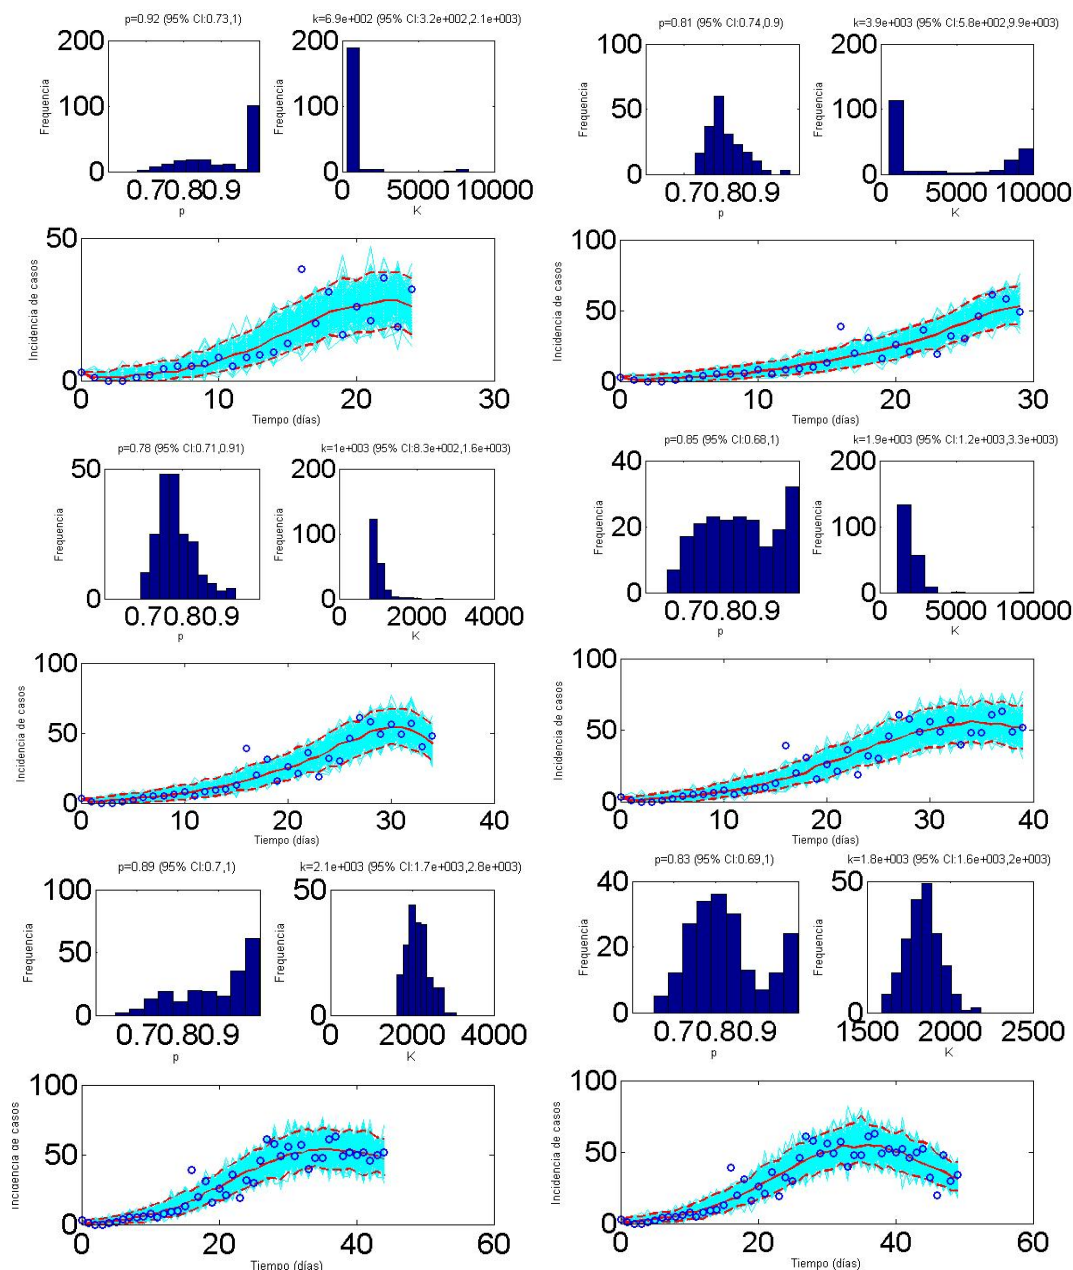 p=0.92 (95% CI:0.73,1)
k=6.9e+002 (95% CI:3.2e+002,2.1e+003)
Frequencia
200
100
0
0.70.80.9
p
Frequencia
200
100
0
0
5000
10000
K
Incidencia de casos
50
0
0
10
20
30
Tiempo (días)
p=0.81 (95% CI:0.74,0.9)
k=3.9e+003 (95% CI:5.8e+002,9.9e+003)
Frequencia
100
50
0
0.70.80.9
p
Frequencia
200
100
0
0
5000
10000
K
Incidencia de casos
100
50
0
0
10
20
30
Tiempo (días)
p=0.78 (95% CI:0.71,0.91)
k=1e+003 (95% CI:8.3e+002,1.6e+003)
Frequencia
50
0
0.70.80.9
p
Frequencia
200
100
0
0
2000
4000
K
Incidencia de casos
100
50
0
0
10
20
30
40
Tiempo (días)
p=0.85 (95% CI:0.68,1)
k=1.9e+003 (95% CI:1.2e+003,3.3e+003)
Frequencia
40
20
0
0.70.80.9
p
Frequencia
200
100
0
0
5000
10000
K
Incidencia de casos
100
50
0
0
20
40
Tiempo (días)
p=0.89 (95% CI:0.7,1)
k=2.1e+003 (95% CI:1.7e+003,2.8e+003)
Frequencia
100
50
0
0.70.80.9
p
Frequencia
50
0
0
2000
4000
K
Incidencia de casos
100
50
0
0
20
40
60
Tiempo (días)
p=0.83 (95% CI:0.69,1)
k=1.8e+003 (95% CI:1.6e+003,2e+003)
Frequencia
40
20
0
0.70.80.9
p
Frequencia
50
0
1500
2000
2500
K
Incidencia de casos
100
50
0
0
20
40
60
Tiempo (días)